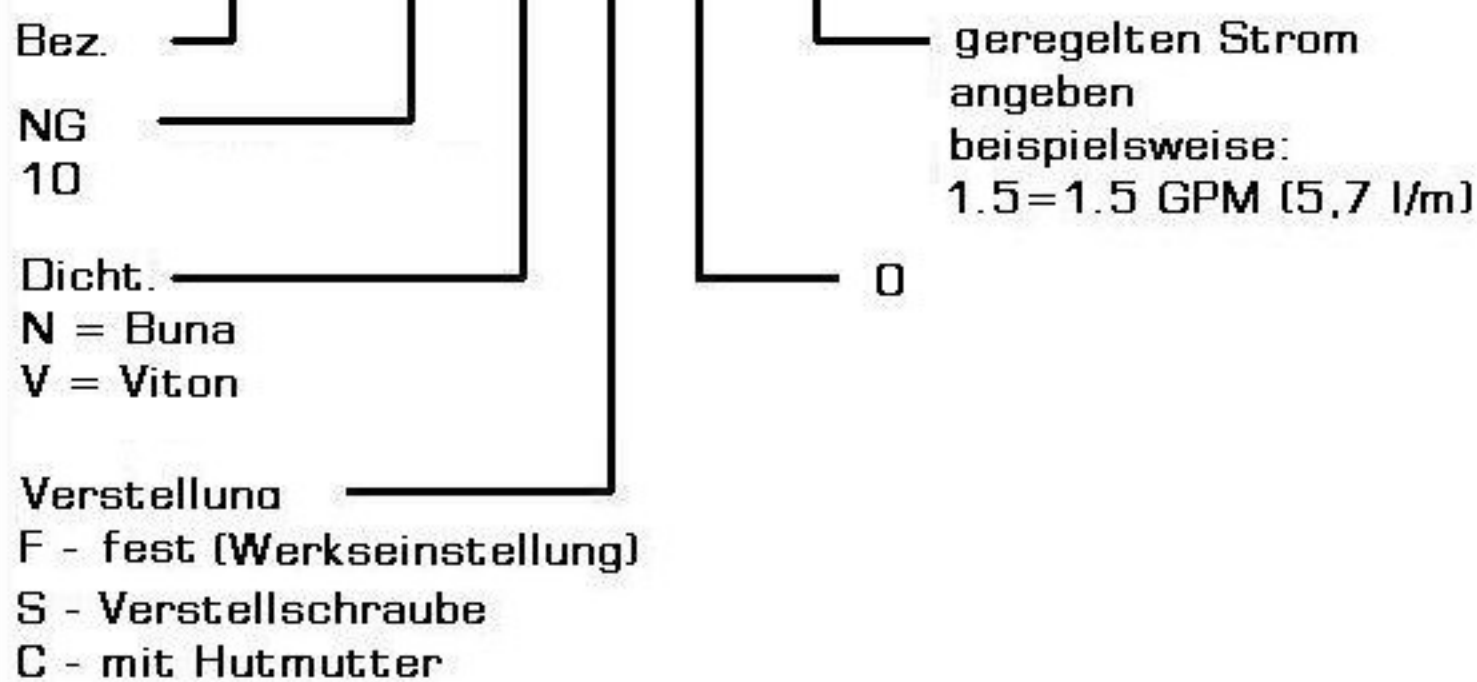 Bez.
NG
10
Dicht.
N = Buna
V = Viton
Verstelluna
F - fest (Werkseinstellung)
S - Verstellschraube
C - mit Hutmutter
geregelten Strom
angeben
beispielsweise:
1.5=1.5 GPM (5,7 l/m)
0